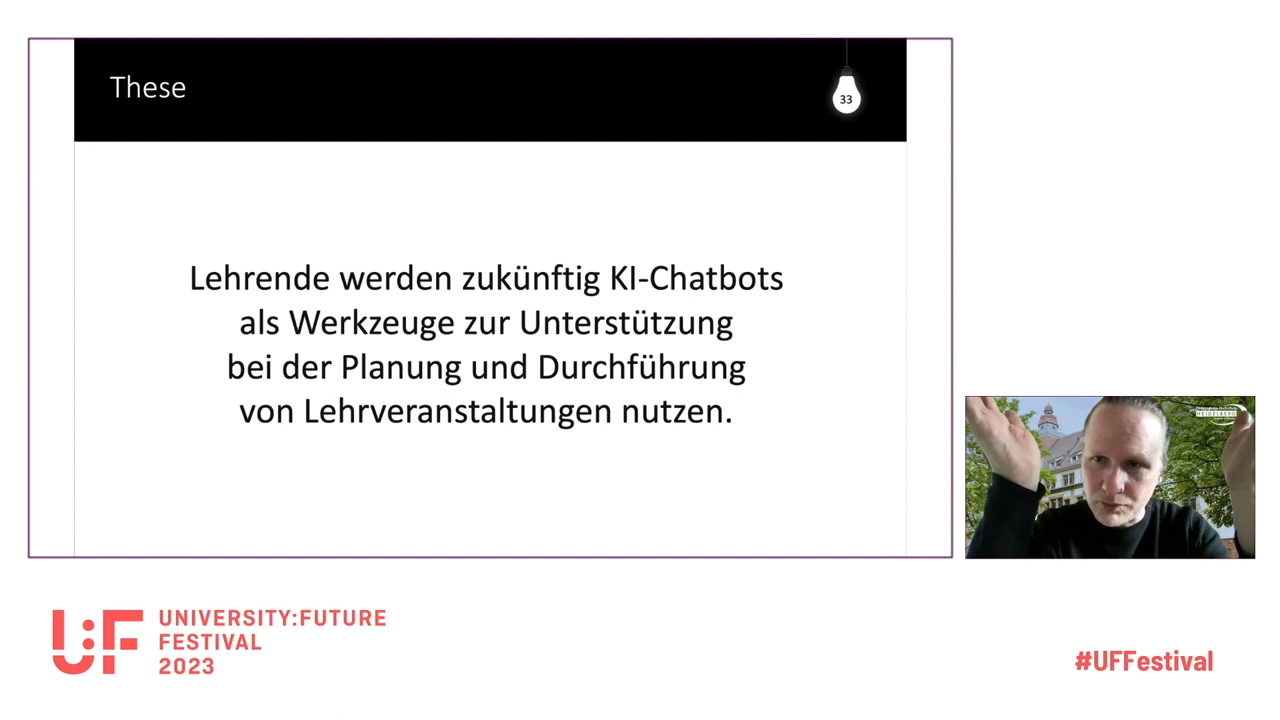 These
33
Lehrende werden zukünftig KI-Chatbots
als Werkzeuge zur Unterstützung
bei der Planung und Durchführung
von Lehrveranstaltungen nutzen.
HEIDELBERG
U:F
UNIVERSITY:FUTURE
FESTIVAL
2023
#UFFestival